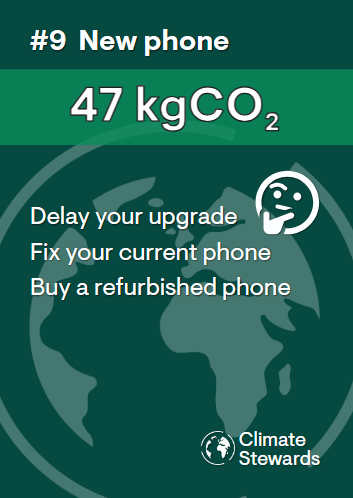 #9 New phone
47 kgCO₂
Delay your upgrade
Fix your current phone
Buy a refurbished phone
Climate
Stewards